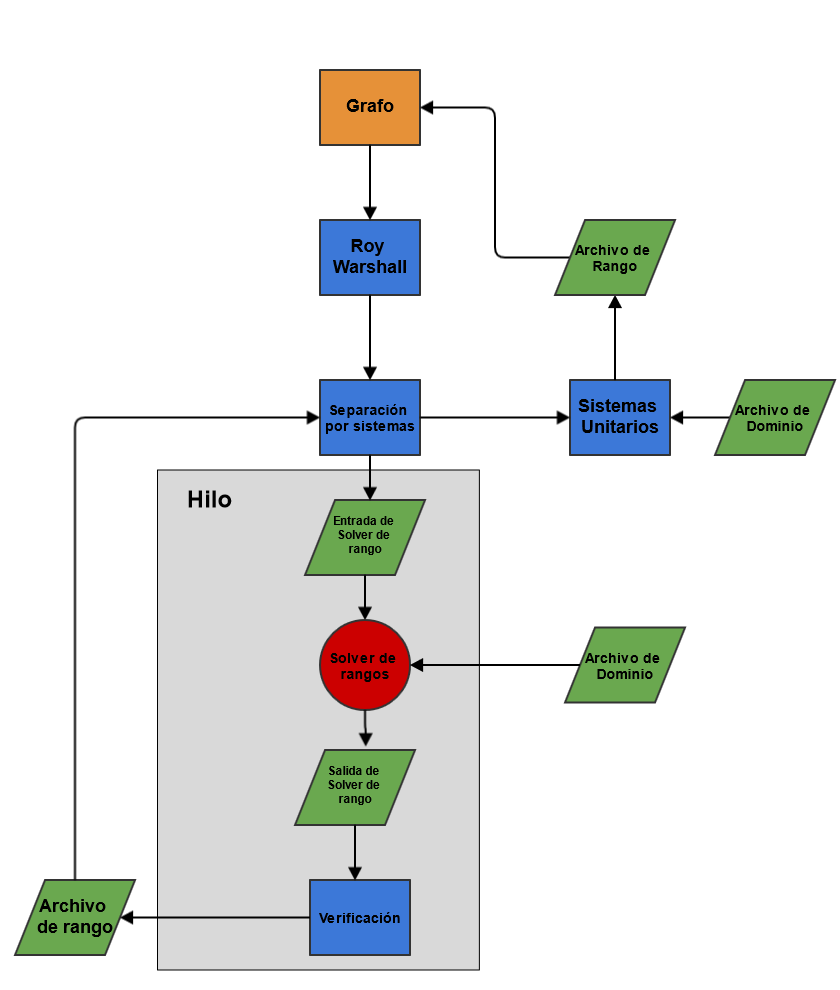 Grafo
Roy
Warshall
Archivo de
Rango
Separación
por sistemas
Sistemas
Unitarios
Archivo de
Dominio
Hilo
Entrada de
Solver de
rango
Solver de
rangos
Archivo de
Dominio
Salida de
Solver de
rango
Archivo
de rango
Verificación